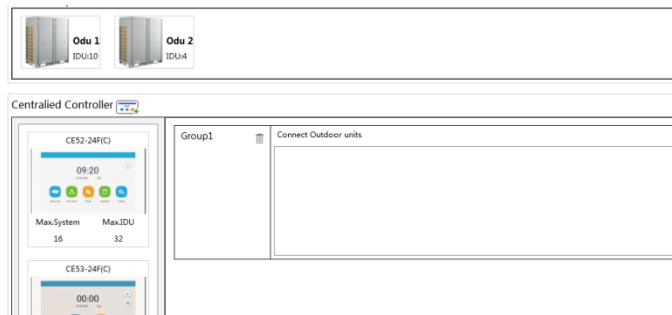 Odu 1
IDU:10
Odu 2
IDU:4
Centralied Controller
CE52-24F(C)
09:20
Max.System Max.IDU
16 32
Group1
Connect Outdoor units
CE53-24F(C)
00:00